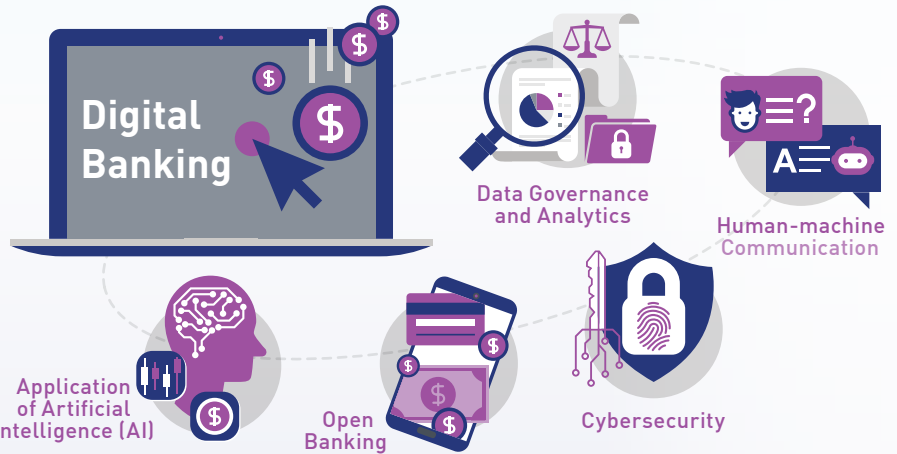 Digital
Banking
$
$
$
$
Data Governance
and Analytics
?
A
Human-machine
Communication
Application
of Artificial
ntelligence (AI)
$
Open
Banking
$
$
$
$
Cybersecurity